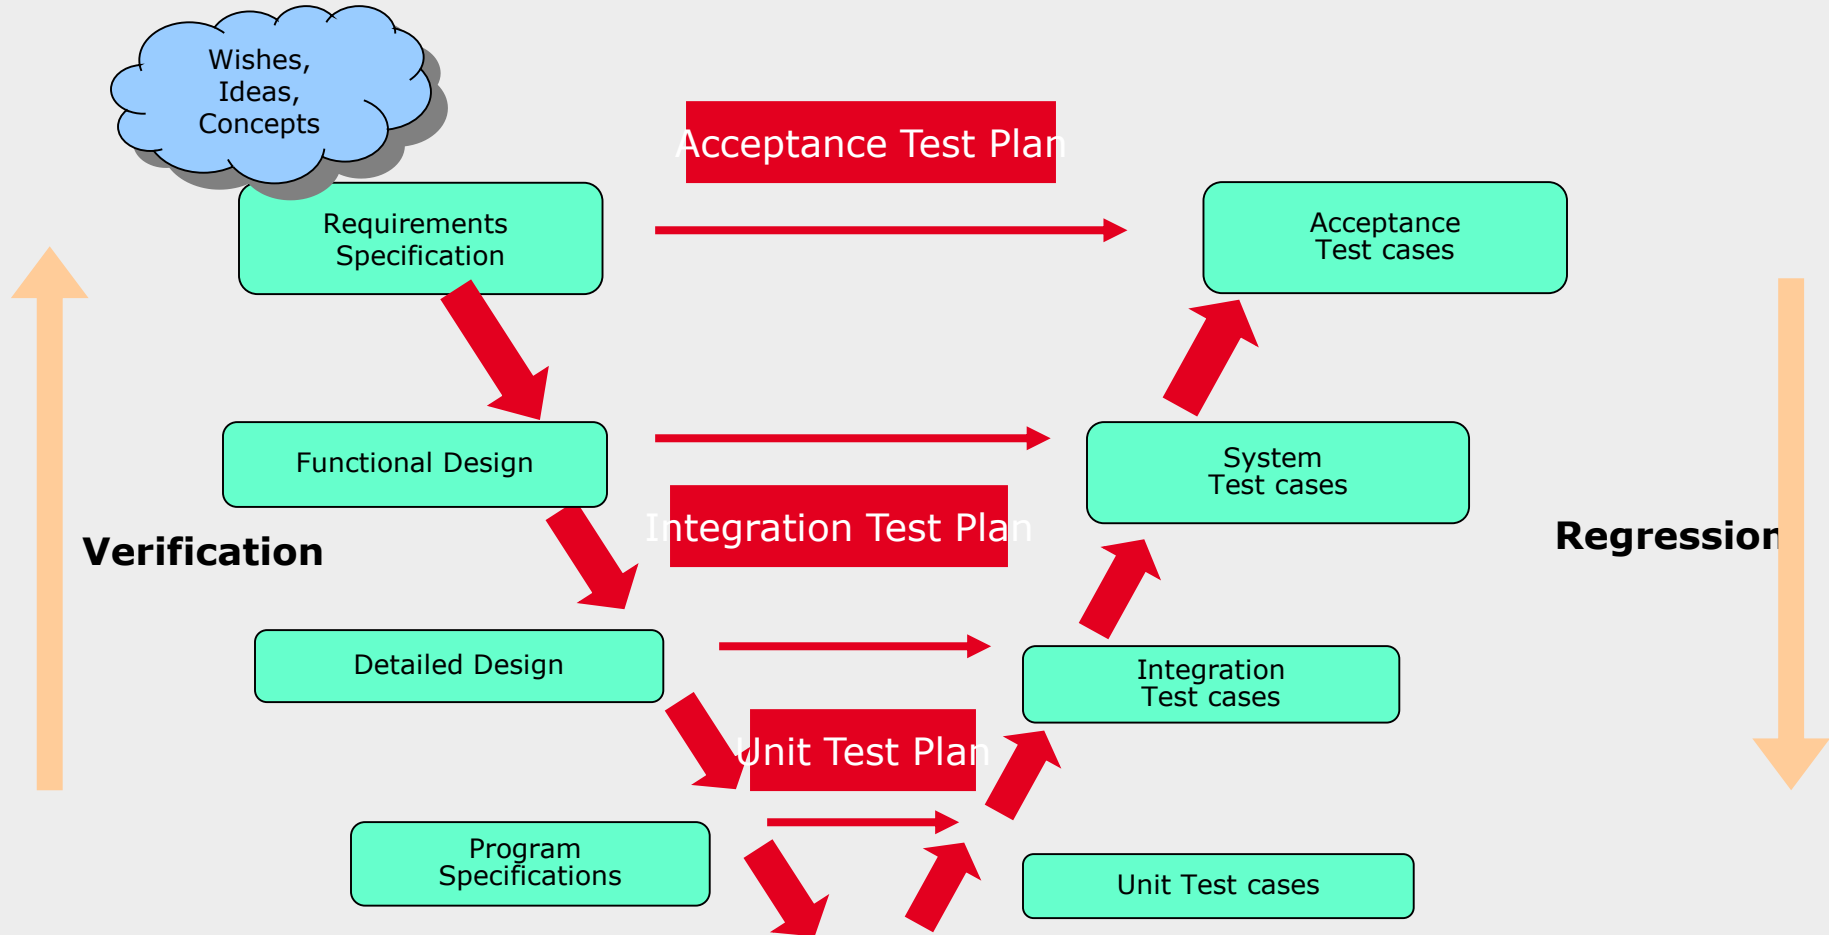 Wishes,
Ideas,
Concepts
Acceptance Test Plan
Requirements
Specification
Acceptance
Test cases
Functional Design
System
Test cases
Integration Test Plan
Verification
Regression
Detailed Design
Integration
Test cases
Unit Test Plan
Program
Specifications
Unit Test cases